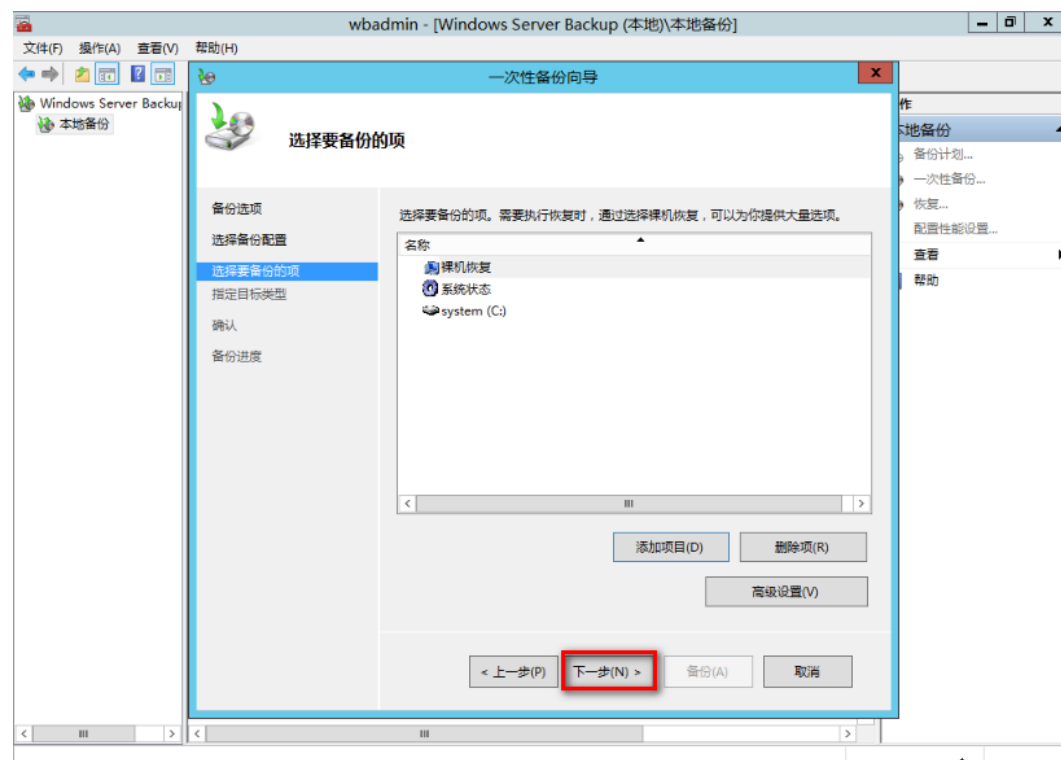 wbadmin - [Windows Server Backup (本地)\本地备份]
文件(F) 操作(A) 查看(V) 帮助(H)
一次性备份向导
Windows Server Backup
本地备份
选择要备份的项
备份选项
选择备份配置
选择要备份的项
指定目标类型
确认
备份进度
选择要备份的项。需要执行恢复时，通过选择裸机恢复，可以为你提供大量选项。
名称
裸机恢复
系统状态
system (C:)
添加项目(D)
删除项(R)
高级设置(V)
< 上一步(P)
下一步(N) >
备份(A)
取消
作
地备份
备份计划...
一次性备份...
恢复...
配置性能设置...
查看
帮助